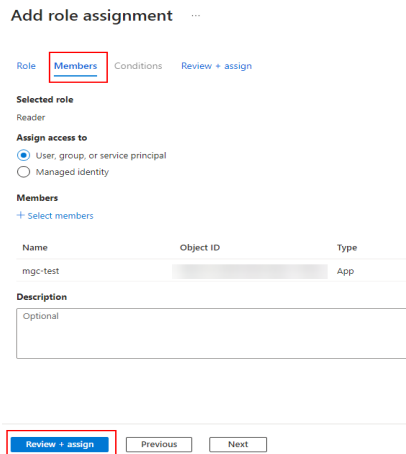 Add role assignment ...
Role Members Conditions Review + assign
Selected role
Reader
Assign access to
User, group, or service principal
Managed identity
Members
+ Select members
Name Object ID Type
mgc-test App
Description
Optional
Review + assign Previous Next